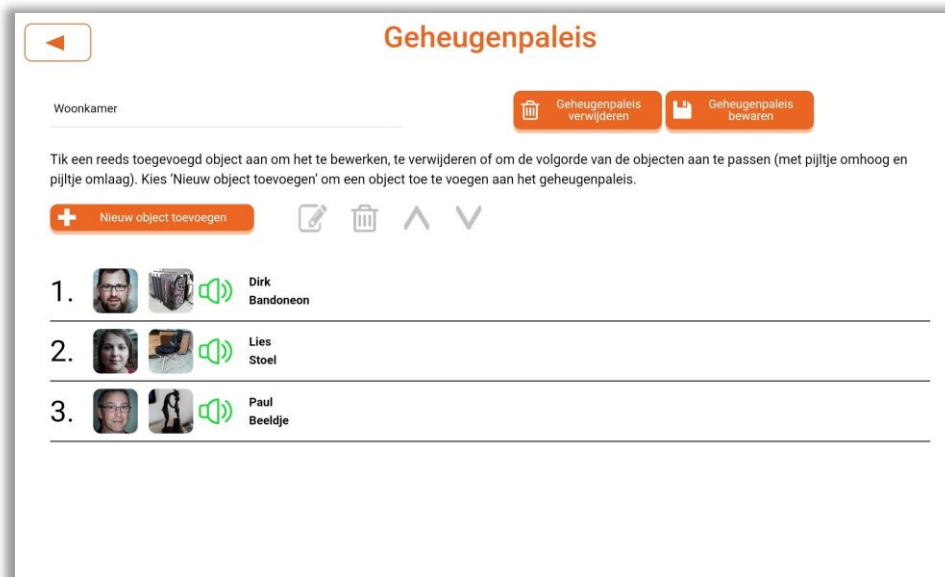 Geheugenpaleis
Woonkamer
Geheugenpaleis
verwijderen
Geheugenpaleis
bewaren
Tik een reeds toegevoegd object aan om het te bewerken, te verwijderen of om de volgorde van de objecten aan te passen (met pijltje omhoog en
pijltje omlaag). Kies ‘Nieuw object toevoegen’ om een object toe te voegen aan het geheugenpaleis.
Nieuw object toevoegen
1.
Dirk
Bandoneon
2.
Lies
Stoel
3.
Paul
Beeldje